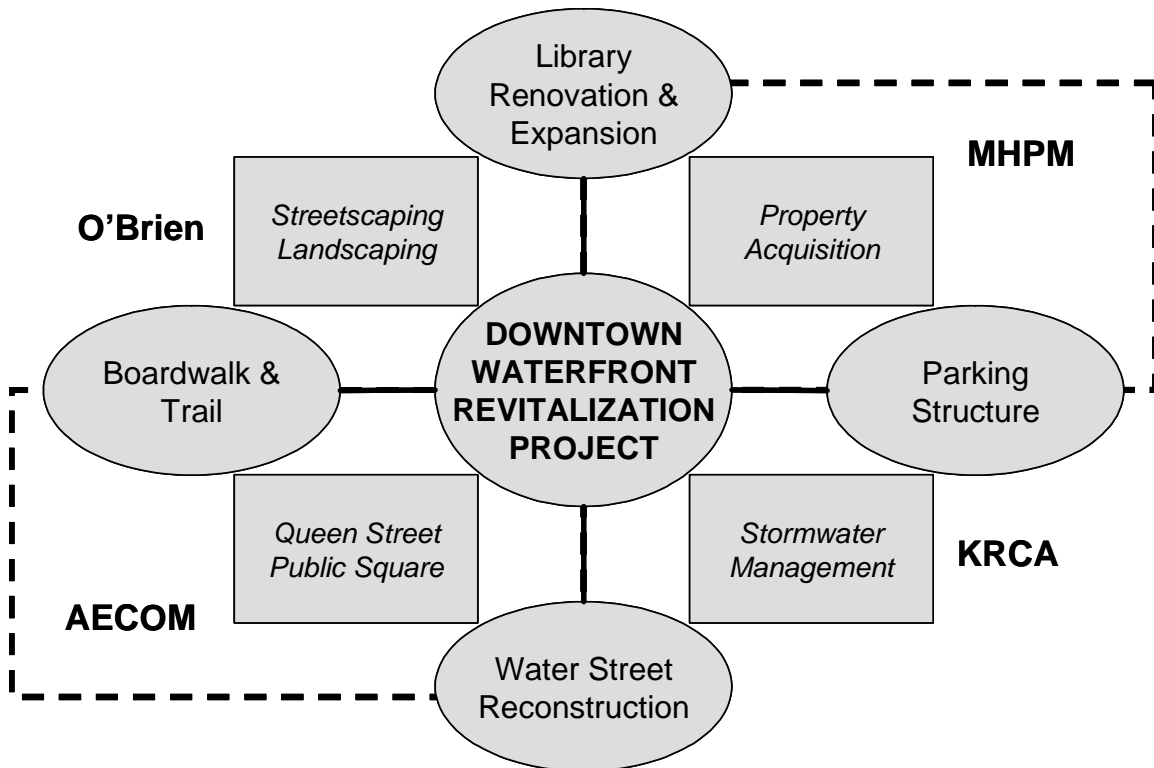 Library
Renovation &
Expansion
MHPM
O’Brien
Streetscaping
Landscaping
Property
Acquisition
DOWNTOWN
WATERFRONT
REVITALIZATION
PROJECT
Boardwalk &
Trail
Parking
Structure
Queen Street
Public Square
Stormwater
Management
KRCA
AECOM
Water Street
Reconstruction